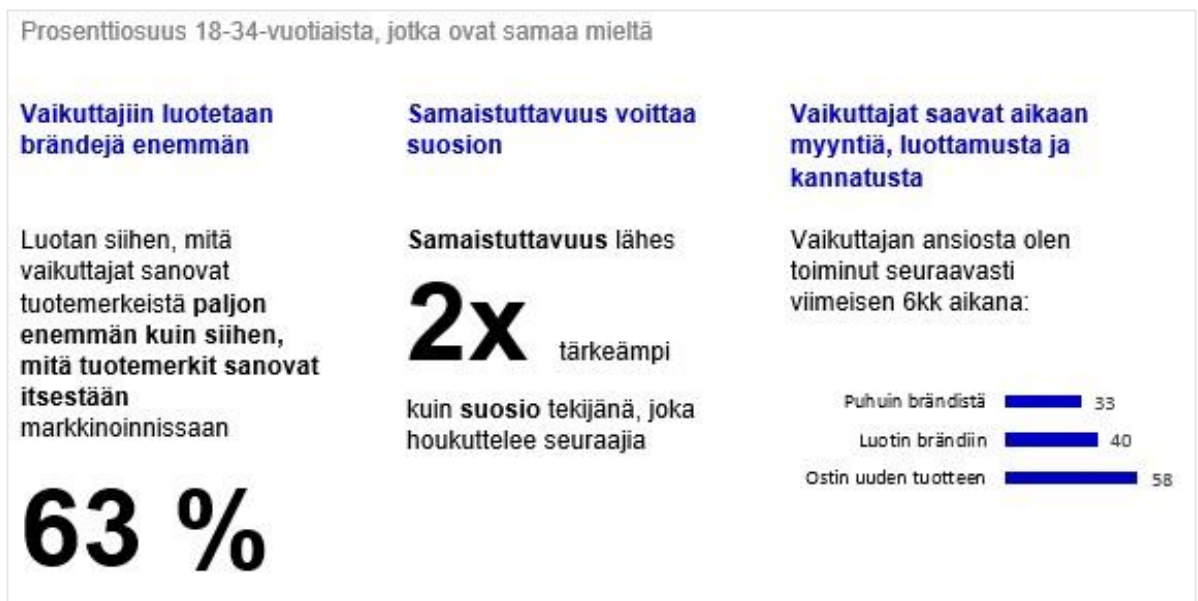 Prosenttiosuus 18-34-vuotiaista, jotka ovat samaa mieltä
Vaikuttajiin luotetaan
brändejä enemmän
Luotan siihen, mitä
vaikuttajat sanovat
tuotemerkeistä paljon
enemmän kuin siihen,
mitä tuotemerkit sanovat
itsestään
markkinoinnissaan
63 %
Samaistuttavuus voittaa
suosion
Samaistuttavuus lähes
2x tärkeämpi
kuin suosio tekijänä, joka
houkuttelee seuraajia
Vaikuttajat saavat aikaan
myyntiä, luottamusta ja
kannatusta
Vaikuttajan ansiosta olen
toiminut seuraavasti
viimeisen 6kk aikana:
Puhuin brändistä 33
Luotin brändiin 40
Ostin uuden tuotteen 58